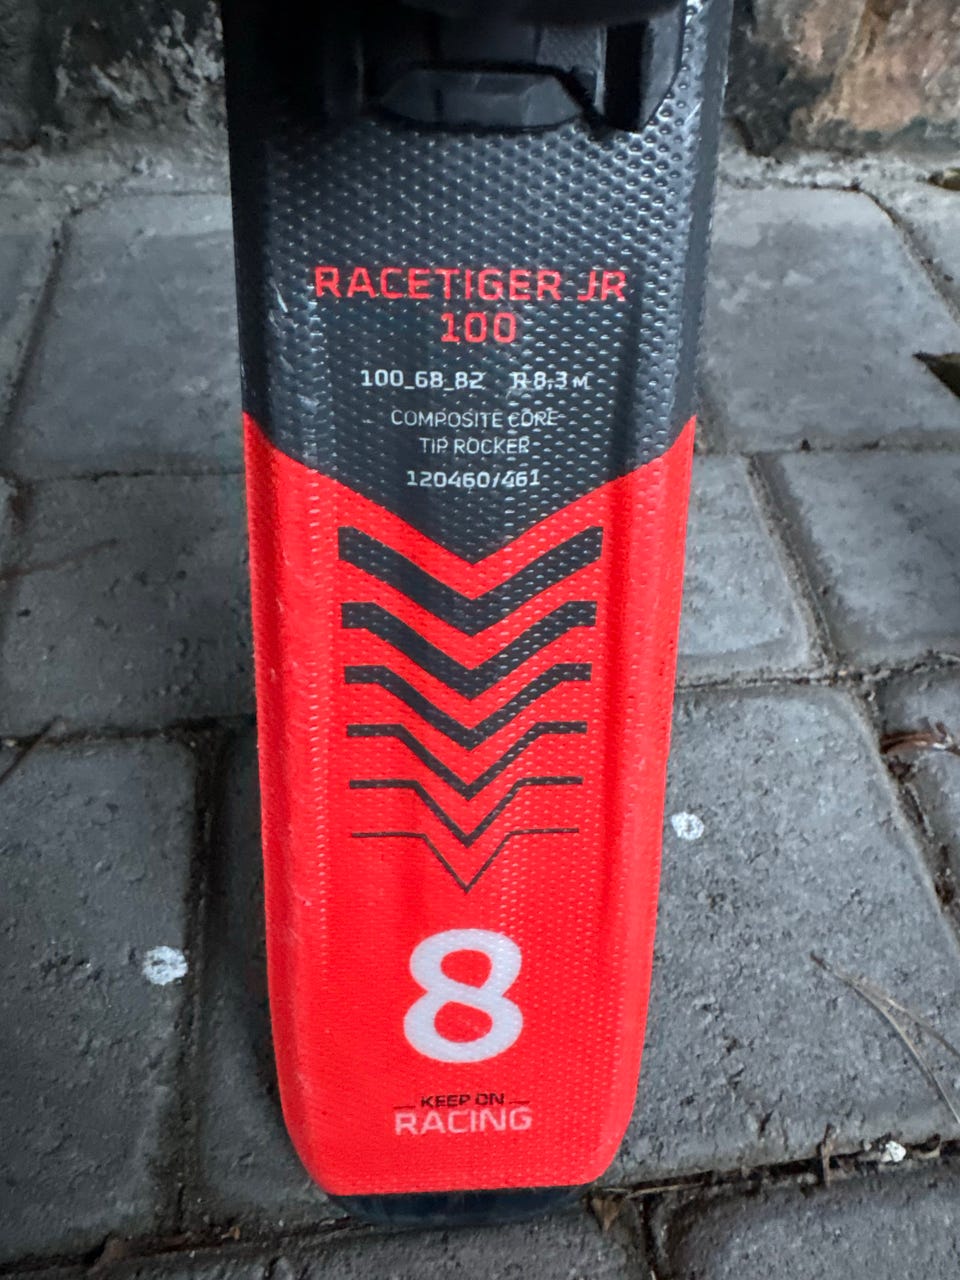 RACETIGER JR
100
100_68_82 R 8,3 M
COMPOSITE CORE
TIP ROCKER
120460/461
8
KEEP ON
RACING